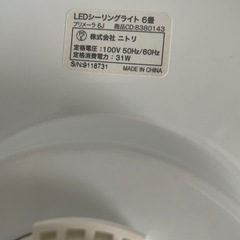 LEDシーリングライト 6畳
プリメーラ 6J 商品CD:8380143
株式会社 ニトリ
定格電圧:100V 50Hz/60Hz
定格消費電力:31W
S/N:9118731 MADE IN CHINA